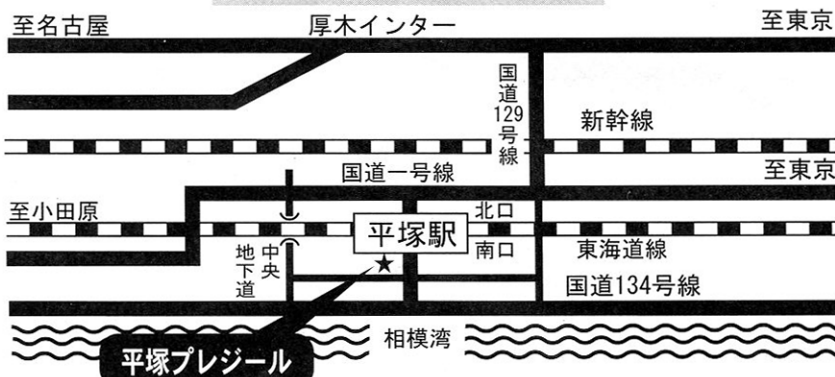 至名古屋
厚木インター
至東京
国道129号線
新幹線
国道一号線
至東京
至小田原
北口
平塚駅
南口
東海道線
中央
地下道
国道134号線
相模湾
平塚プレジール